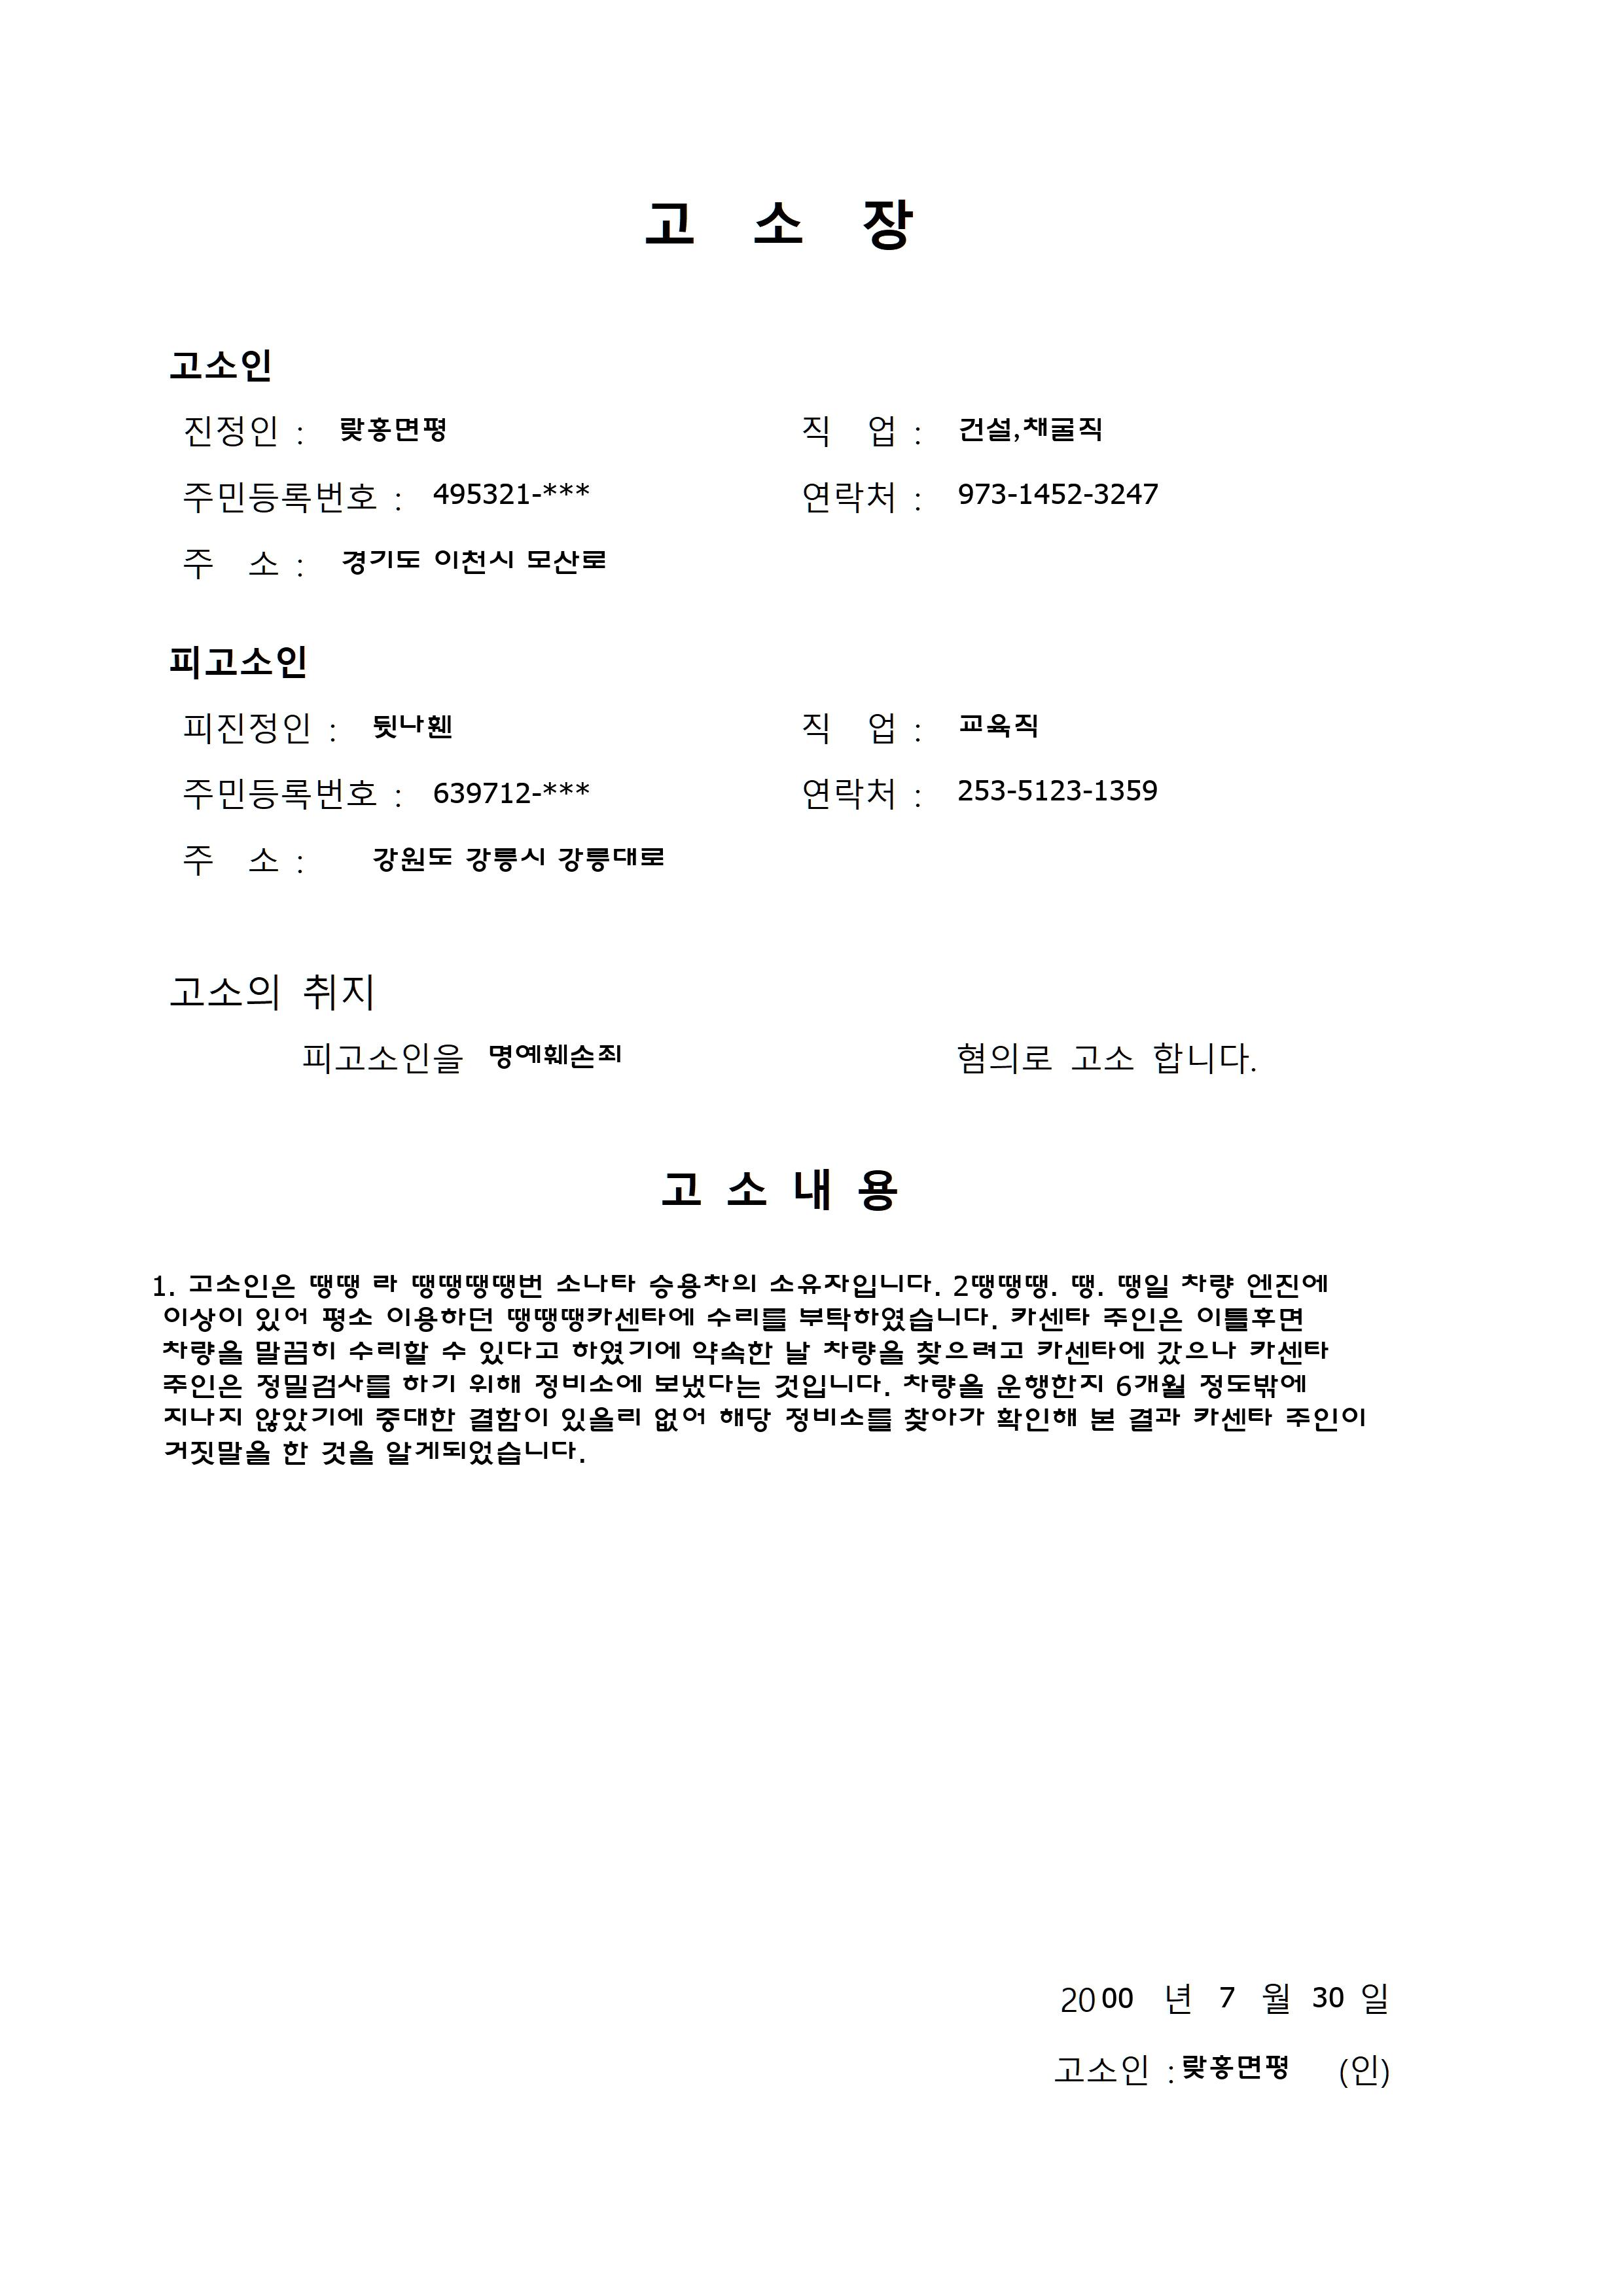 고 소 장
고소인
진정인 : 랒홍면평 직 업 : 건설,채굴직
주민등록번호 : 495321-*** 연락처 : 973-1452-3247
주 소 : 경기도 이천시 모산로
피고소인
피진정인 : 뒷나휀 직 업 : 교육직
주민등록번호 : 639712-*** 연락처 : 253-5123-1359
주 소 : 강원도 강릉시 강릉대로
고소의 취지
피고소인을 명예훼손죄 혐의로 고소 합니다.
고 소 내 용
1. 고소인은 땡땡 라 땡땡땡땡번 소나타 승용차의 소유자입니다. 2땡땡땡. 땡. 땡일 차량 엔진에
이상이 있어 평소 이용하던 땡땡땡카센타에 수리를 부탁하였습니다. 카센타 주인은 이틀후면
차량을 말끔히 수리할 수 있다고 하였기에 약속한 날 차량을 찾으려고 카센타에 갔으나 카센타
주인은 정밀검사를 하기 위해 정비소에 보냈다는 것입니다. 차량을 운행한지 6개월 정도밖에
지나지 않았기에 중대한 결함이 있을리 없어 해당 정비소를 찾아가 확인해 본 결과 카센타 주인이
거짓말을 한 것을 알게되었습니다.
2000 년 7 월 30 일
고소인 : 랒홍면평 (인)